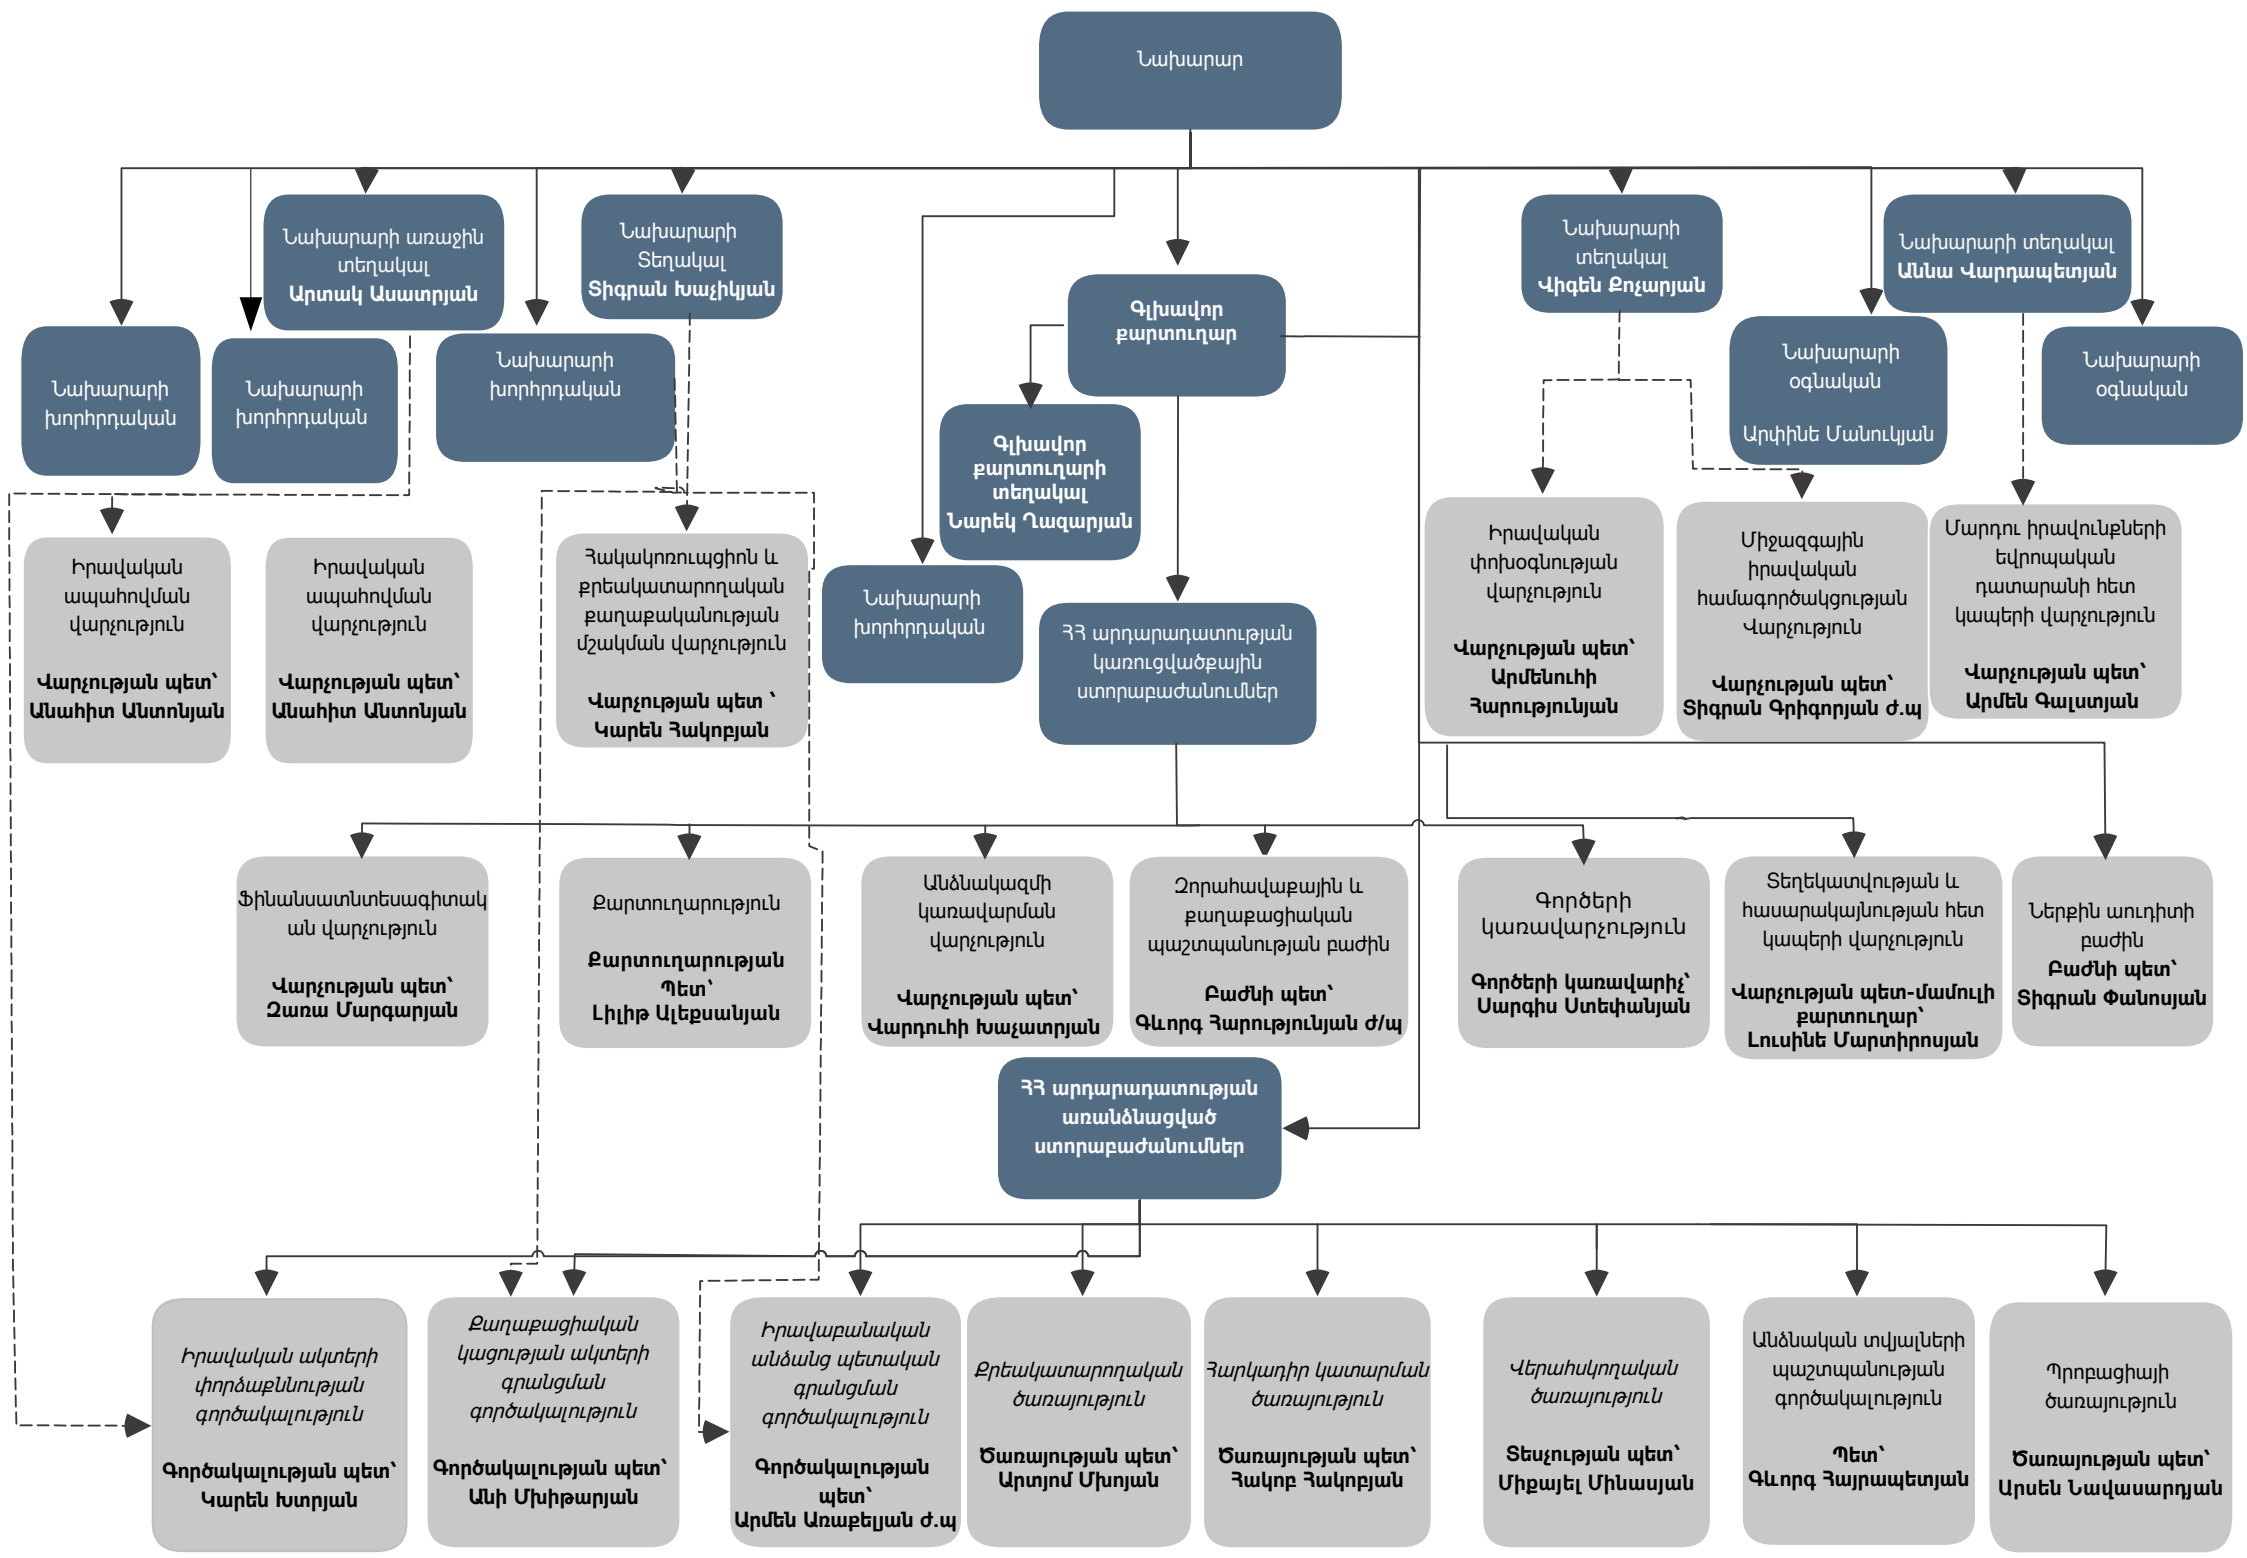 Նախարար
Նախարարի առաջին
տեղակալ
Արտակ Ասատրյան
Նախարարի
Տեղակալ
Տիգրան Խաչիկյան
Նախարարի
տեղակալ
Վիգեն Քոչարյան
Նախարարի տեղակալ
Աննա Վարդապետյան
Գլխավոր
քարտուղար
Նախարարի
խորհրդական
Նախարարի
խորհրդական
Նախարարի
խորհրդական
Նախարարի
օգնական
Արփինե Մանուկյան
Նախարարի
օգնական
Գլխավոր
քարտուղարի
տեղակալ
Նարեկ Ղազարյան
Իրավական
ապահովման
վարչություն
Վարչության պետ՝
Անահիտ Անտոնյան
Իրավական
ապահովման
վարչություն
Վարչության պետ՝
Անահիտ Անտոնյան
Հակակոռուպցիոն և
քրեակատարողական
քաղաքականության
մշակման վարչություն
Վարչության պետ ՝
Կարեն Հակոբյան
Նախարարի
խորհրդական
ՀՀ արդարադատության
կառուցվածքային
ստորաբաժանումներ
Իրավական
փոխօգնության
վարչություն
Վարչության պետ՝
Արմենուհի
Հարությունյան
Միջազգային
իրավական
համագործակցության
Վարչություն
Վարչության պետ՝
Տիգրան Գրիգորյան ժ.պ
Մարդու իրավունքների
եվրոպական
դատարանի հետ
կապերի վարչություն
Վարչության պետ՝
Արմեն Գալստյան
Ֆինանսատնտեսագիտակ
ան վարչություն
Վարչության պետ՝
Զառա Մարգարյան
Քարտուղարություն
Քարտուղարության
Պետ՝
Լիլիթ Ալեքսանյան
Անձնակազմի
կառավարման
վարչություն
Վարչության պետ՝
Վարդուհի Խաչատրյան
Զորահավաքային և
քաղաքացիական
պաշտպանության բաժին
Բաժնի պետ՝
Գևորգ Հարությունյան ժ/պ
Գործերի
կառավարչություն
Գործերի կառավարիչ՝
Սարգիս Ստեփանյան
Տեղեկատվության և
հասարակայնության հետ
կապերի վարչություն
Վարչության պետ-մամուլի
քարտուղար՝
Լուսինե Մարտիրոսյան
Ներքին աուդիտի
բաժին
Բաժնի պետ՝
Տիգրան Փանոսյան
ՀՀ արդարադատության
առանձնացված
ստորաբաժանումներ
Իրավական ակտերի
փորձաքննության
գործակալություն
Գործակալության պետ՝
Կարեն Խտրյան
Քաղաքացիական
կացության ակտերի
գրանցման
գործակալություն
Գործակալության պետ՝
Անի Մխիթարյան
Իրավաբանական
անձանց պետական
գրանցման
գործակալություն
Գործակալության
պետ՝
Արմեն Առաքելյան ժ.պ
Քրեակատարողական
ծառայություն
Ծառայության պետ՝
Արտյոմ Մխոյան
Հարկադիր կատարման
ծառայություն
Ծառայության պետ՝
Հակոբ Հակոբյան
Վերահսկողական
ծառայություն
Տեսչության պետ՝
Միքայել Մինասյան
Անձնական տվյալների
պաշտպանության
գործակալություն
Պետ՝
Գևորգ Հայրապետյան
Պրոբացիայի
ծառայություն
Ծառայության պետ՝
Արսեն Նավասարդյան